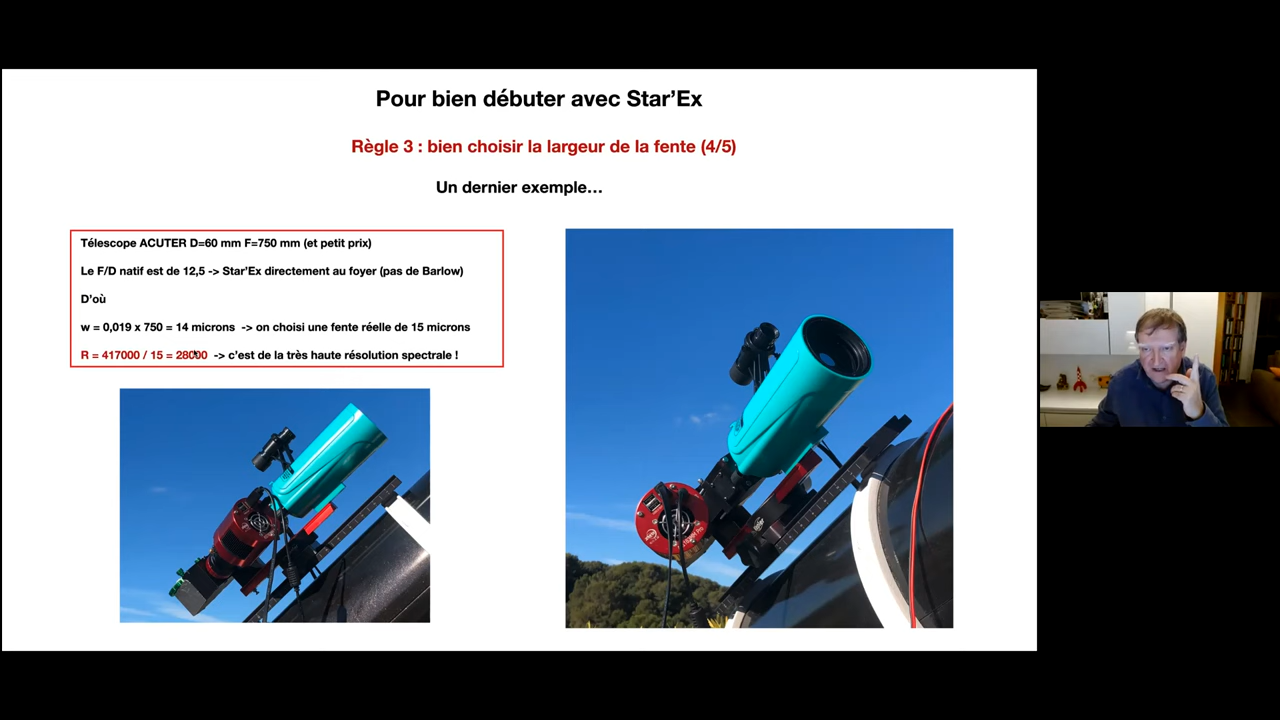 Pour bien débuter avec Star'Ex
Règle 3 : bien choisir la largeur de la fente (4/5)
Un dernier exemple…
Télescope ACUTER D=60 mm F=750 mm (et petit prix)
Le F/D natif est de 12,5 -> Star'Ex directement au foyer (pas de Barlow)
D'où
w = 0,019 x 750 = 14 microns -> on choisi une fente réelle de 15 microns
R = 417000 / 15 = 28000 -> c'est de la très haute résolution spectrale !